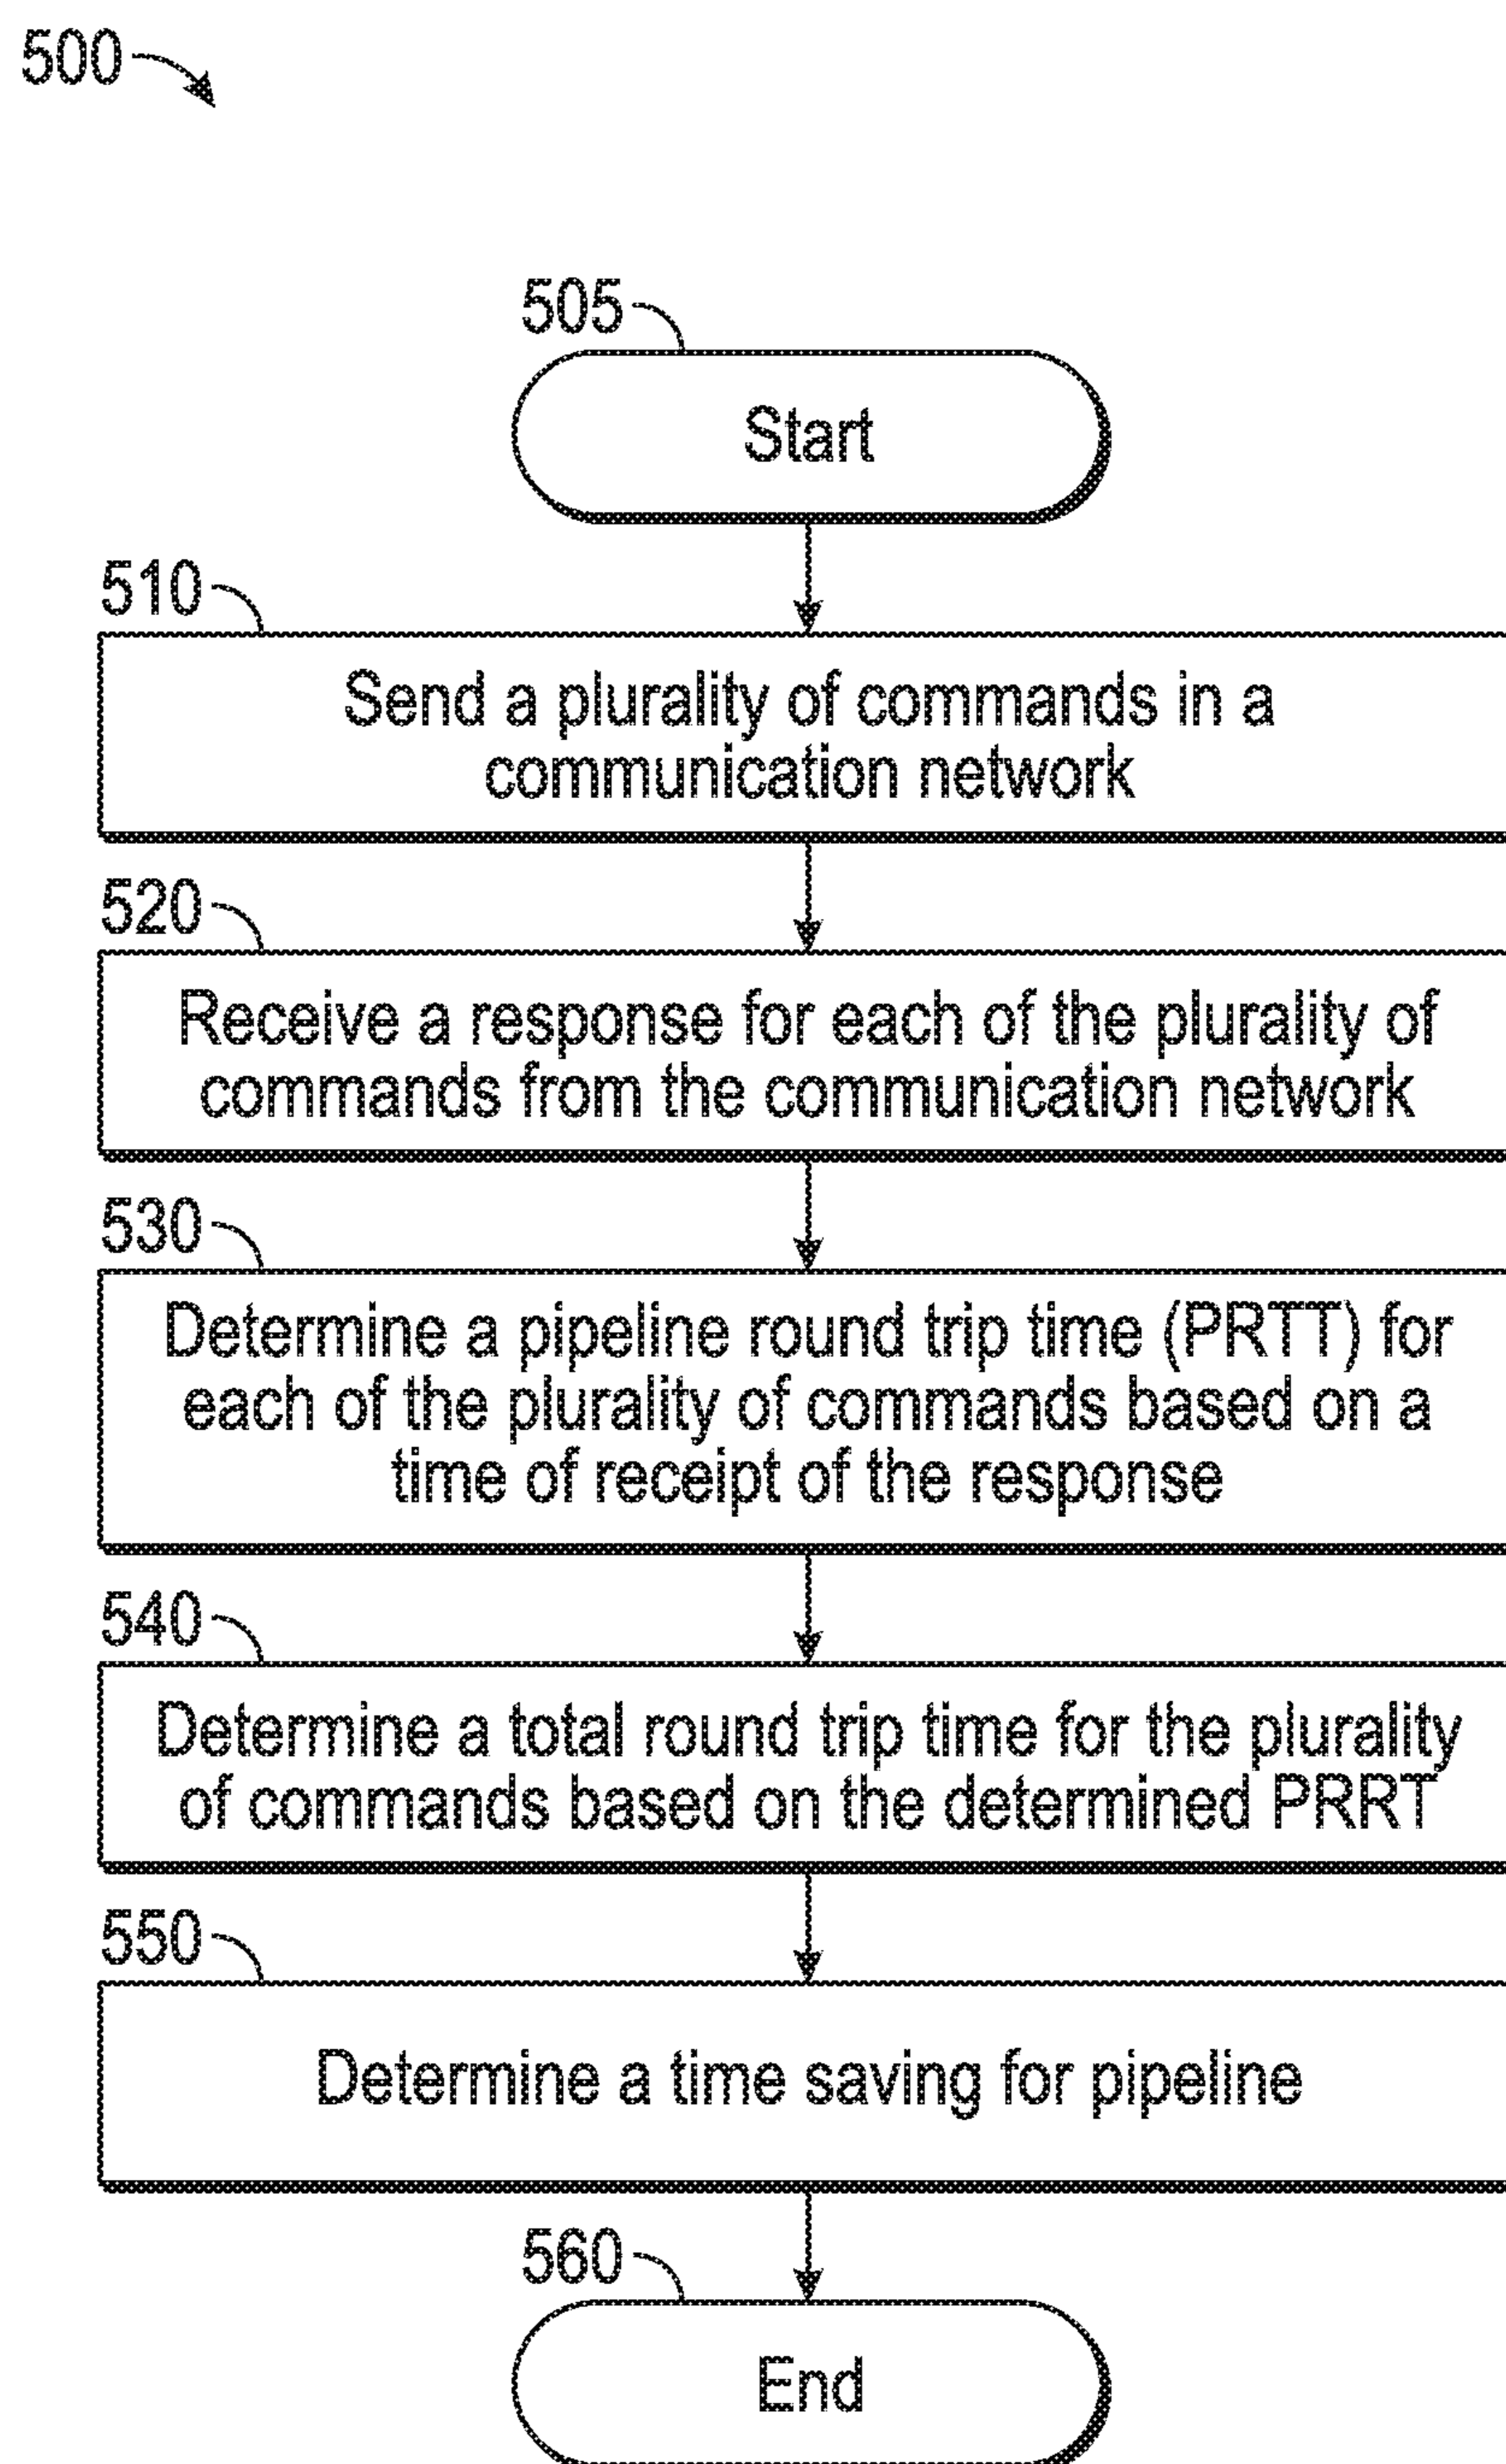 500
505
Start
510
Send a plurality of commands in a
communication network
520
Receive a response for each of the plurality of
commands from the communication network
530
Determine a pipeline round trip time (PRTT) for
each of the plurality of commands based on a
time of receipt of the response
540
Determine a total round trip time for the plurality
of commands based on the determined PRRT
550
Determine a time saving for pipeline
560
End